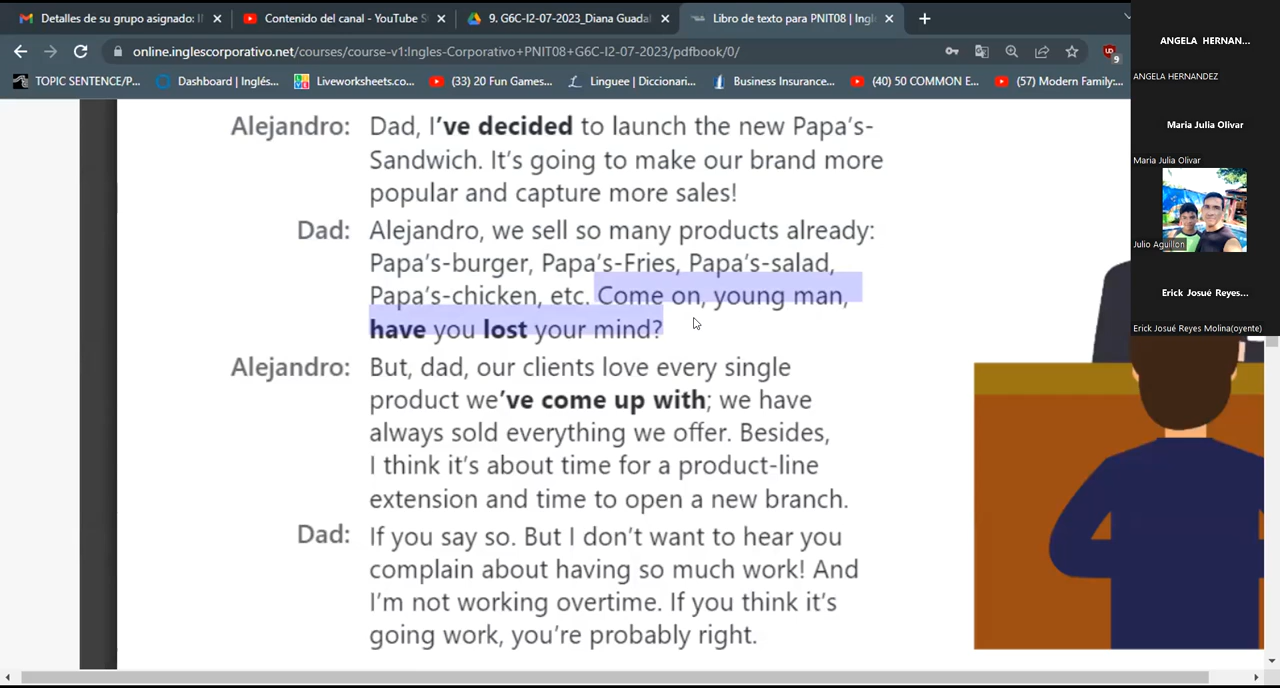 Detalles de su grupo asignado: I
Contenido del canal - YouTube S
9. G6C-I2-07-2023_Diana Guadal
Libro de texto para PNIT08 | Ingle
online.inglescorporativo.net/courses/course-v1:Ingles-Corporativo+PNIT08+G6C-I2-07-2023/pdfbook/0/
9
TOPIC SENTENCE/P...
Dashboard | Inglés...
Liveworksheets.co...
(33) 20 Fun Games...
Linguee | Diccionari...
Business Insurance...
(40) 50 COMMON E...
(57) Modern Family:...
ANGELA HERNAN...
ANGELA HERNANDEZ
Maria Julia Olivar
Maria Julia Olivar
Julio Aguillon
Erick Josué Reyes...
Erick Josué Reyes Molina(oyente)
Alejandro: Dad, I've decided to launch the new Papa's-
Sandwich. It's going to make our brand more
popular and capture more sales!
Dad: Alejandro, we sell so many products already:
Papa's-burger, Papa's-Fries, Papa's-salad,
Papa's-chicken, etc. Come on, young man,
have you lost your mind?
Alejandro: But, dad, our clients love every single
product we've come up with; we have
always sold everything we offer. Besides,
I think it's about time for a product-line
extension and time to open a new branch.
Dad: If you say so. But I don't want to hear you
complain about having so much work! And
I'm not working overtime. If you think it's
going work, you're probably right.